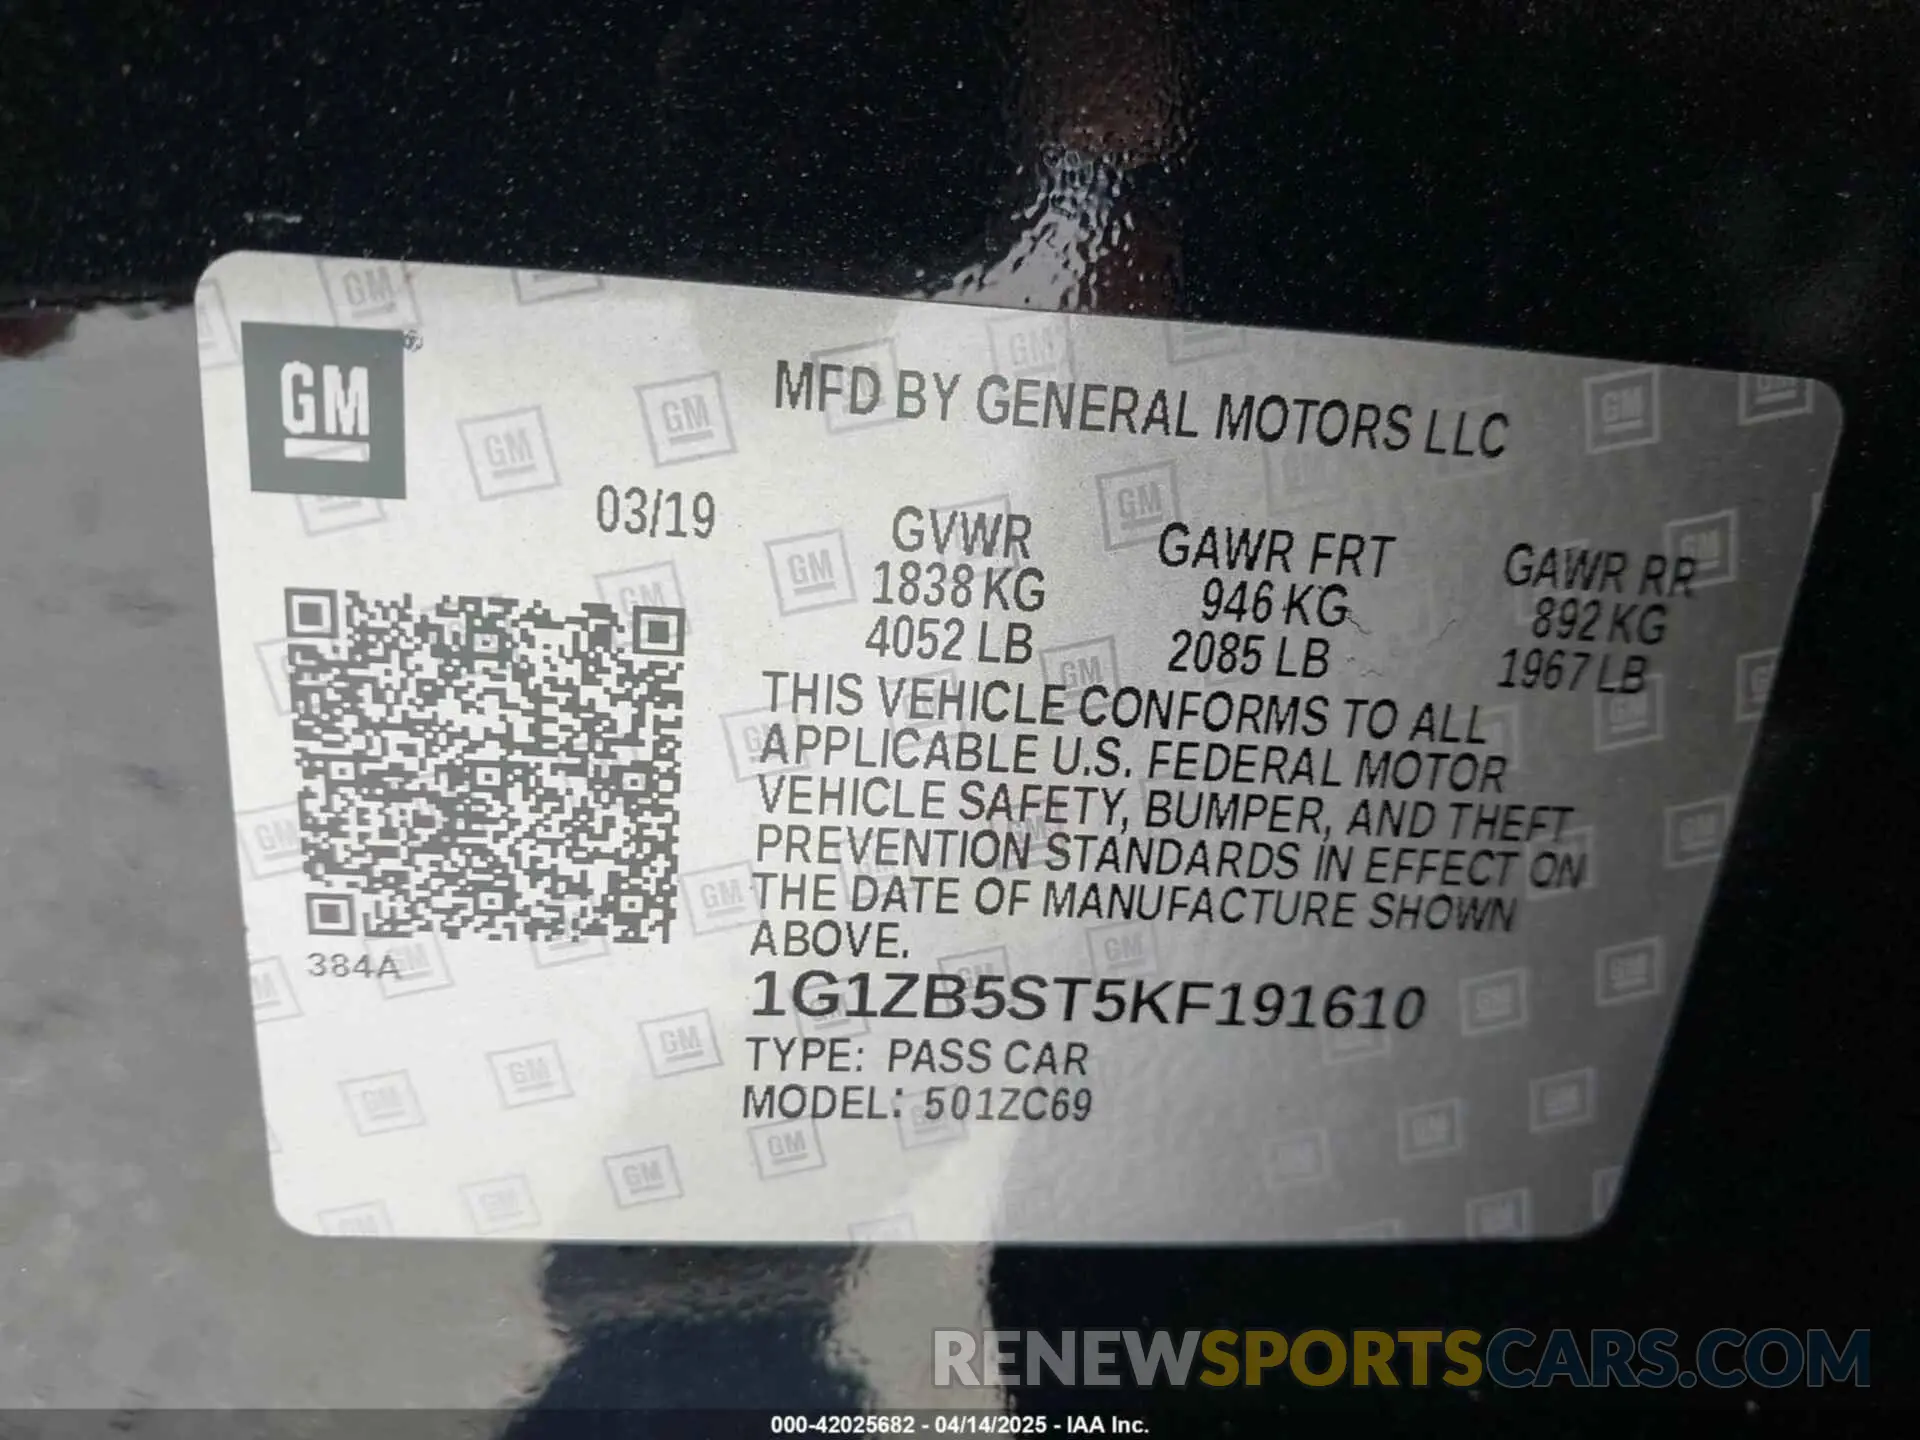 GM
MFD BY GENERAL MOTORS LLC
03/19
GVWR GAWR FRT GAWR RR
1838 KG 946 KG 892 KG
4052 LB 2085 LB 1967 LB
THIS VEHICLE CONFORMS TO ALL
APPLICABLE U.S. FEDERAL MOTOR
VEHICLE SAFETY, BUMPER, AND THEFT
PREVENTION STANDARDS IN EFFECT ON
THE DATE OF MANUFACTURE SHOWN
ABOVE.
384A
1G1ZB5ST5KF191610
TYPE: PASS CAR
MODEL: 501ZC69
RENEWSPORTSCARS.COM
000-42025682 - 04/14/2025 - IAA Inc.